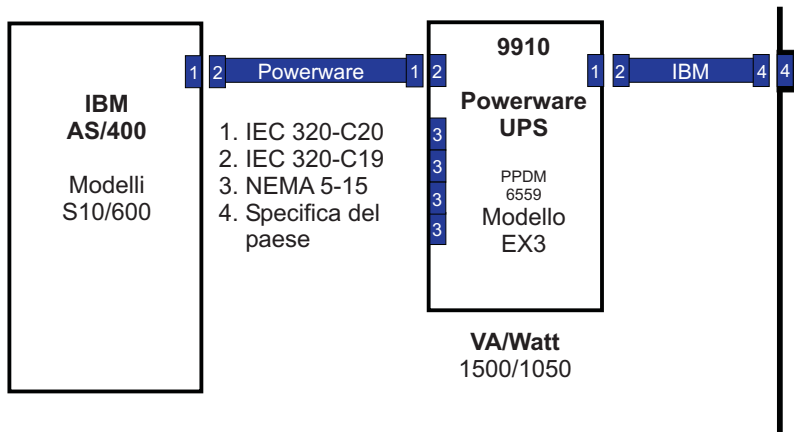 1 2 Powerware 1 2
IBM
AS/400
Modelli
S10/600
1. IEC 320-C20
2. IEC 320-C19
3. NEMA 5-15
4. Specifica del
paese
3
3
3
3
9910
Powerware
UPS
PPDM
6559
Modello
EX3
1 2 IBM 4 4
VA/Watt
1500/1050